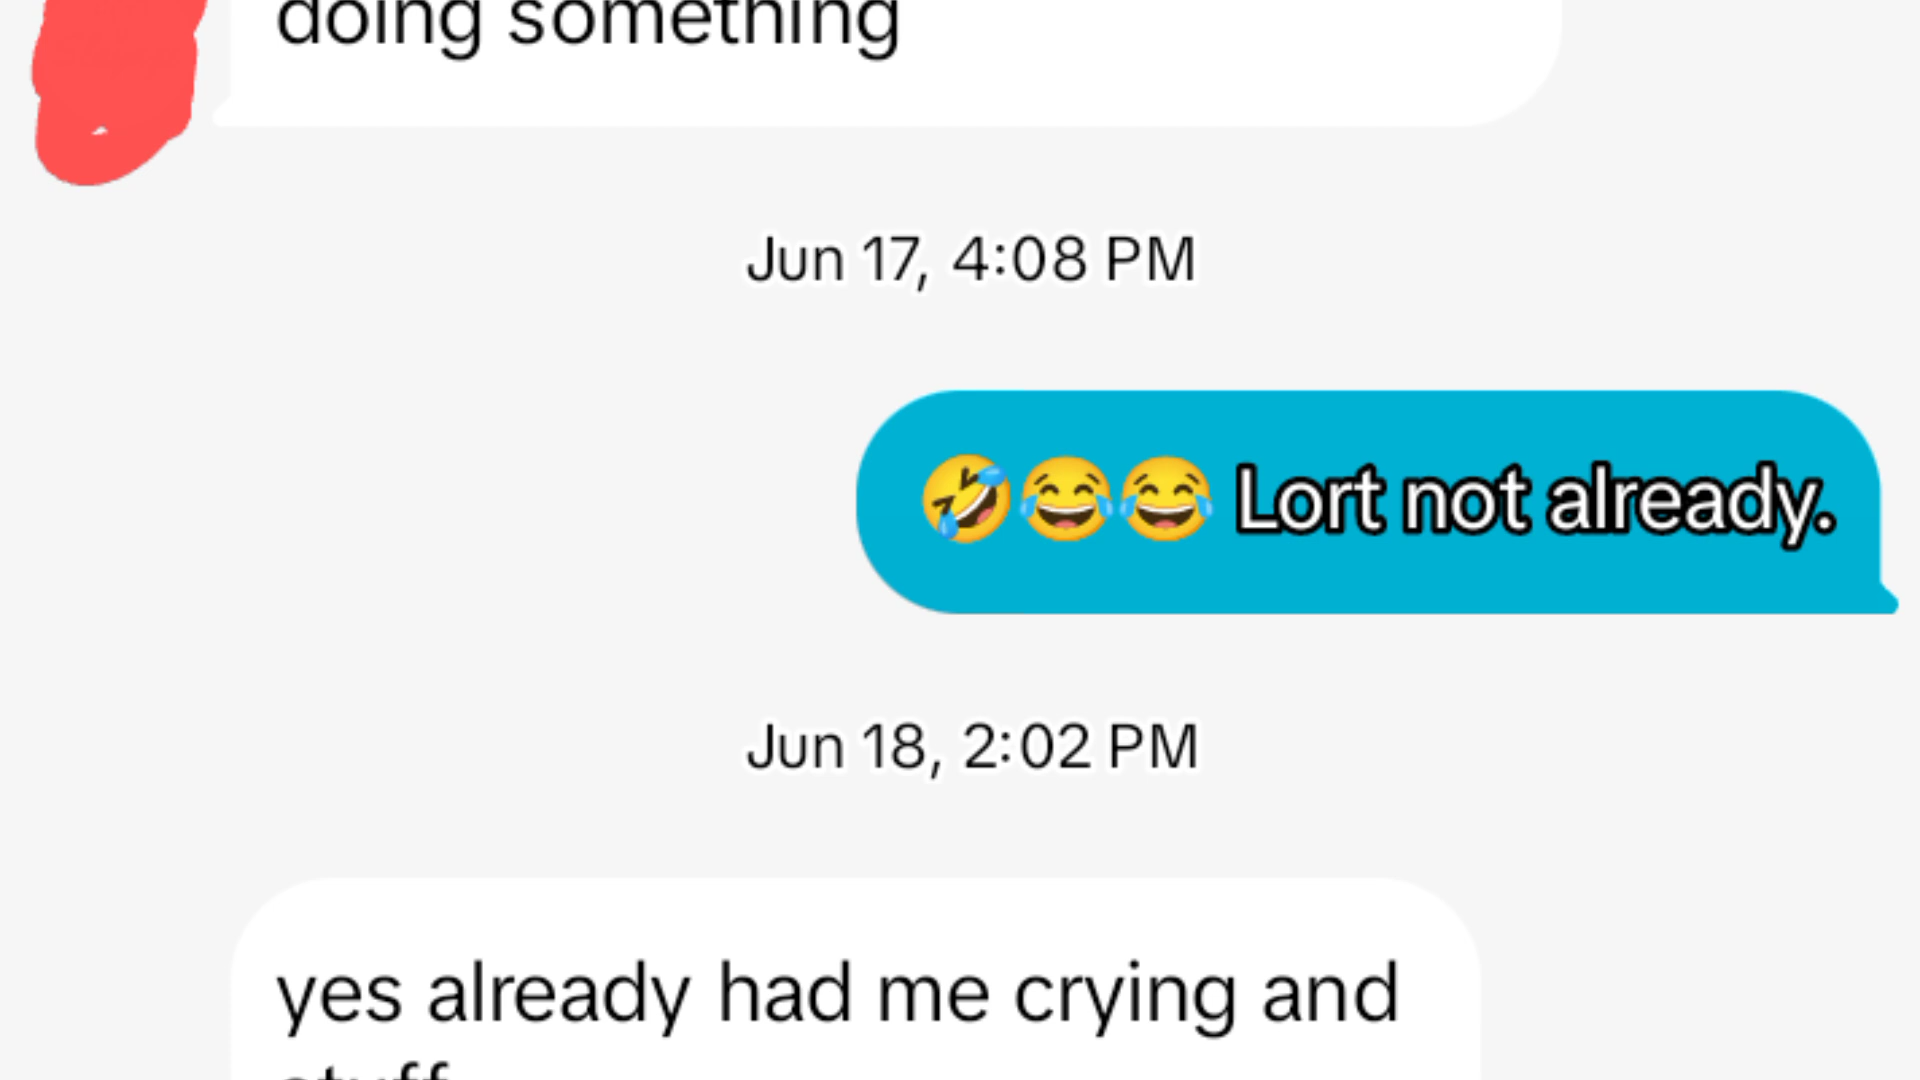 doing something
Jun 17, 4:08 PM
🤣😂😂 Lort not already.
Jun 18, 2:02 PM
yes already had me crying and
stuff